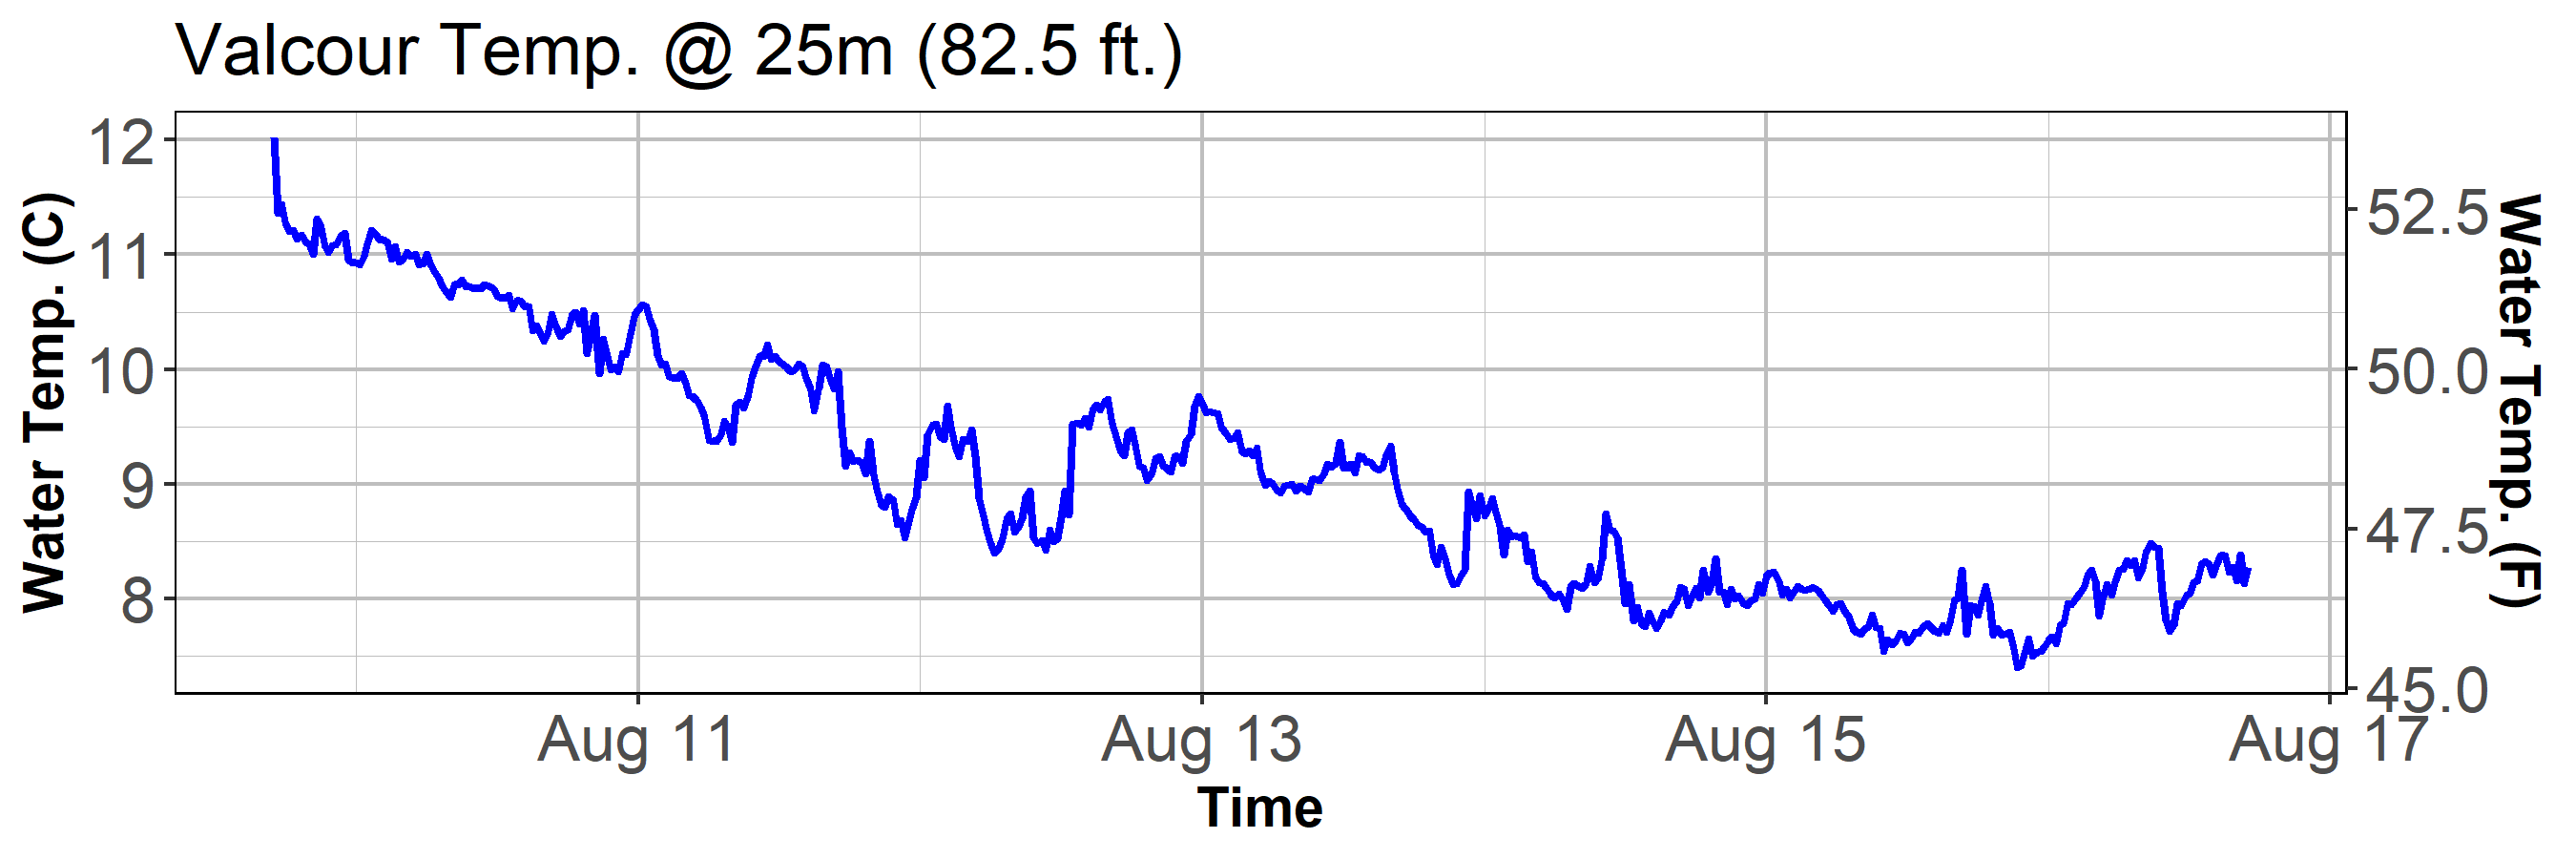 Valcour Temp. @ 25m (82.5 ft.)
Water Temp. (C)
12
11
10
9
8
52.5
50.0
47.5
45.0
Water Temp. (F)
Aug 11
Aug 13
Aug 15
Aug 17
Time